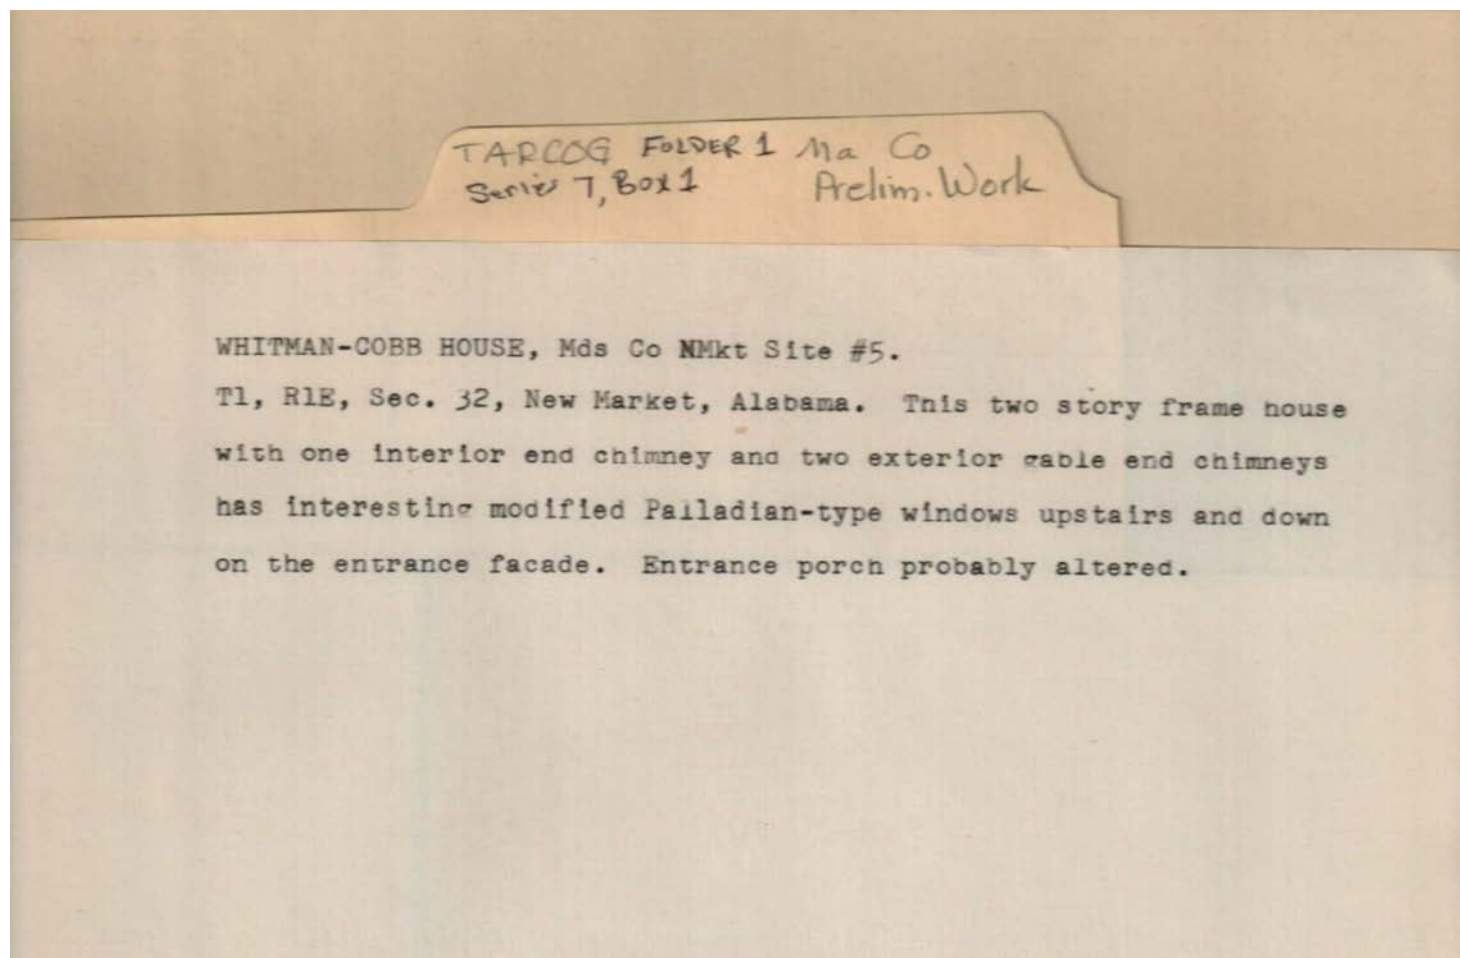 TARCOG FOLDER 1 Ma Co
Series 7, Box 1 Prelim. Work
WHITMAN-COBB HOUSE, Mds Co NMkt Site #5.
T1, R1E, Sec. 32, New Market, Alabama. This two story frame house
with one interior end chimney and two exterior gable end chimneys
has interesting modified Palladian-type windows upstairs and down
on the entrance facade. Entrance porch probably altered.